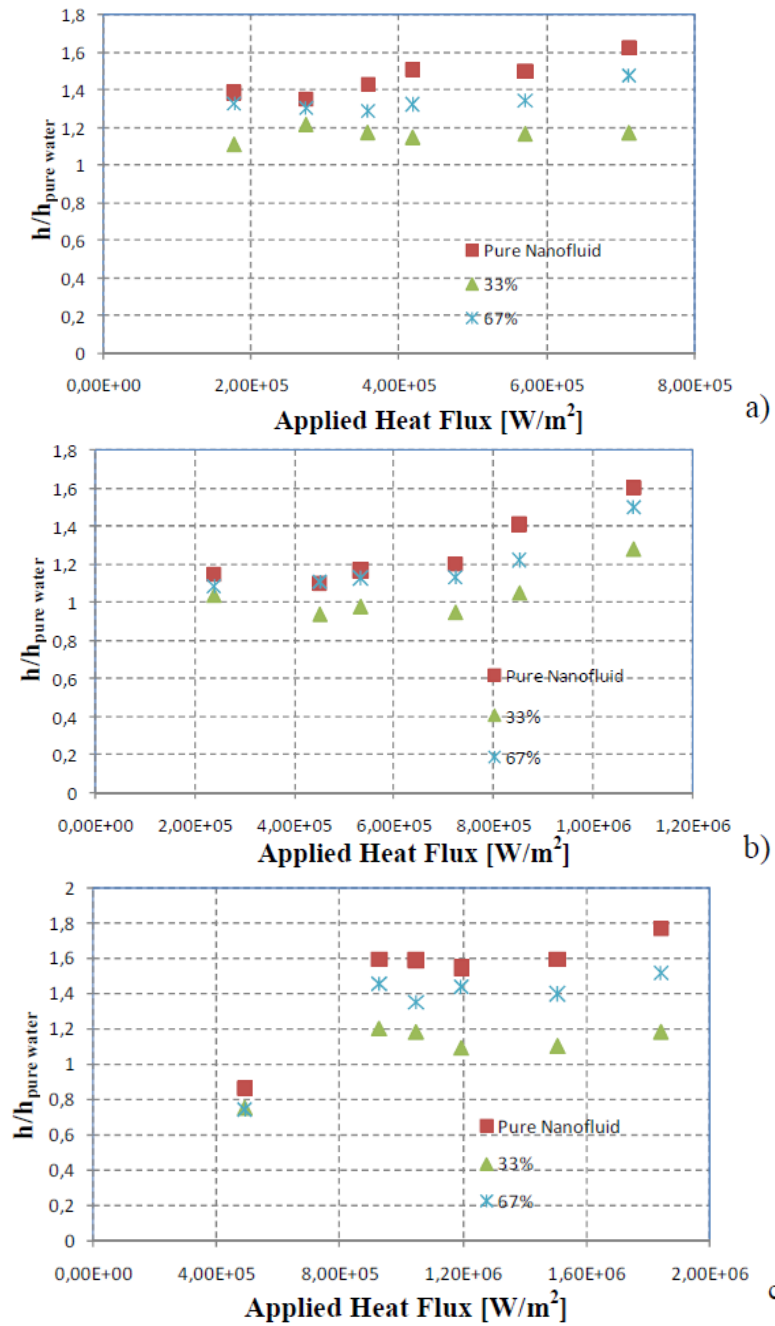 1,8
1,6
1,4
1,2
1
0,8
0,6
0,4
0,2
0
h/h pure water
Pure Nanofluid
33%
67%
0,00E+00 2,00E+05 4,00E+05 6,00E+05 8,00E+05
Applied Heat Flux [W/m²]
a)
1,8
1,6
1,4
1,2
1
0,8
0,6
0,4
0,2
0
h/h pure water
Pure Nanofluid
33%
67%
0,00E+00 2,00E+05 4,00E+05 6,00E+05 8,00E+05 1,00E+06 1,20E+06
Applied Heat Flux [W/m²]
b)
2
1,8
1,6
1,4
1,2
1
0,8
0,6
0,4
0,2
0
h/h pure water
Pure Nanofluid
33%
67%
0,00E+00 4,00E+05 8,00E+05 1,20E+06 1,60E+06 2,00E+06
Applied Heat Flux [W/m²]
c